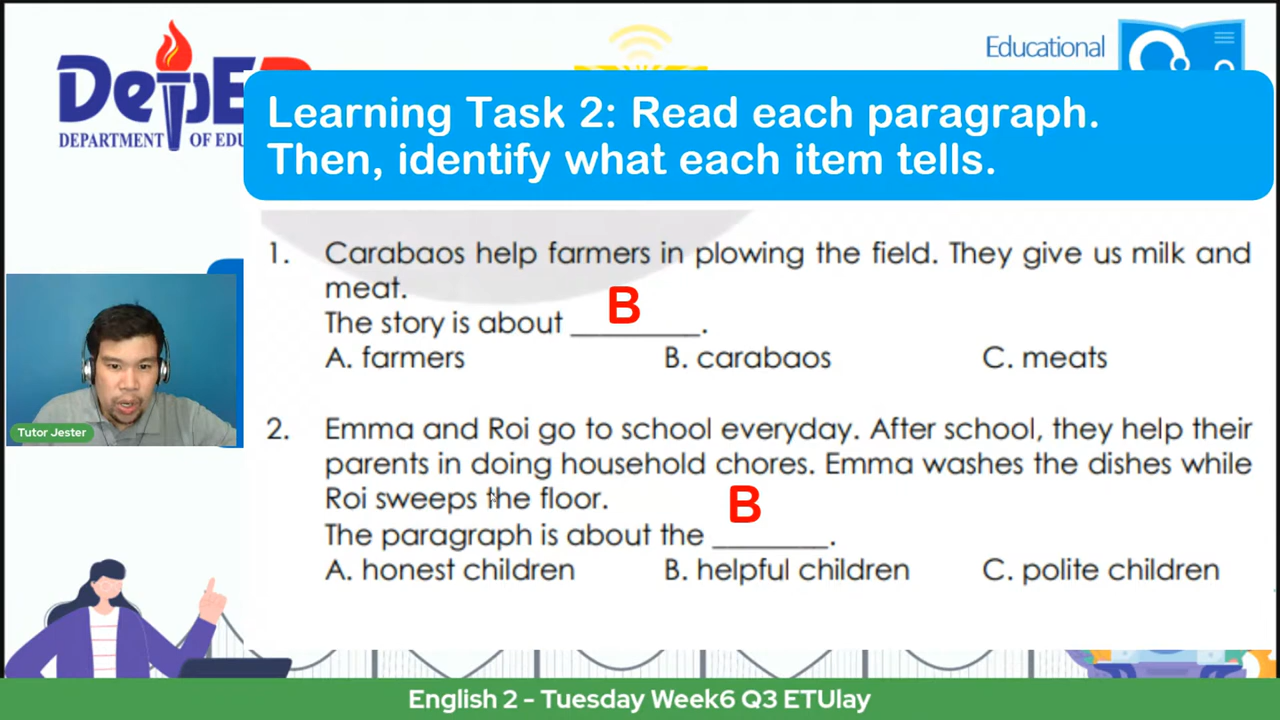 DepE
DEPARTMENT OF EDU
Educational
Learning Task 2: Read each paragraph.
Then, identify what each item tells.
1. Carabaos help farmers in plowing the field. They give us milk and
meat.
The story is about _________.
B
A. farmers B. carabaos C. meats
Tutor Jester
2. Emma and Roi go to school everyday. After school, they help their
parents in doing household chores. Emma washes the dishes while
Roi sweeps the floor.
The paragraph is about the ________.
B
A. honest children B. helpful children C. polite children
English 2 - Tuesday Week6 Q3 ETUlay